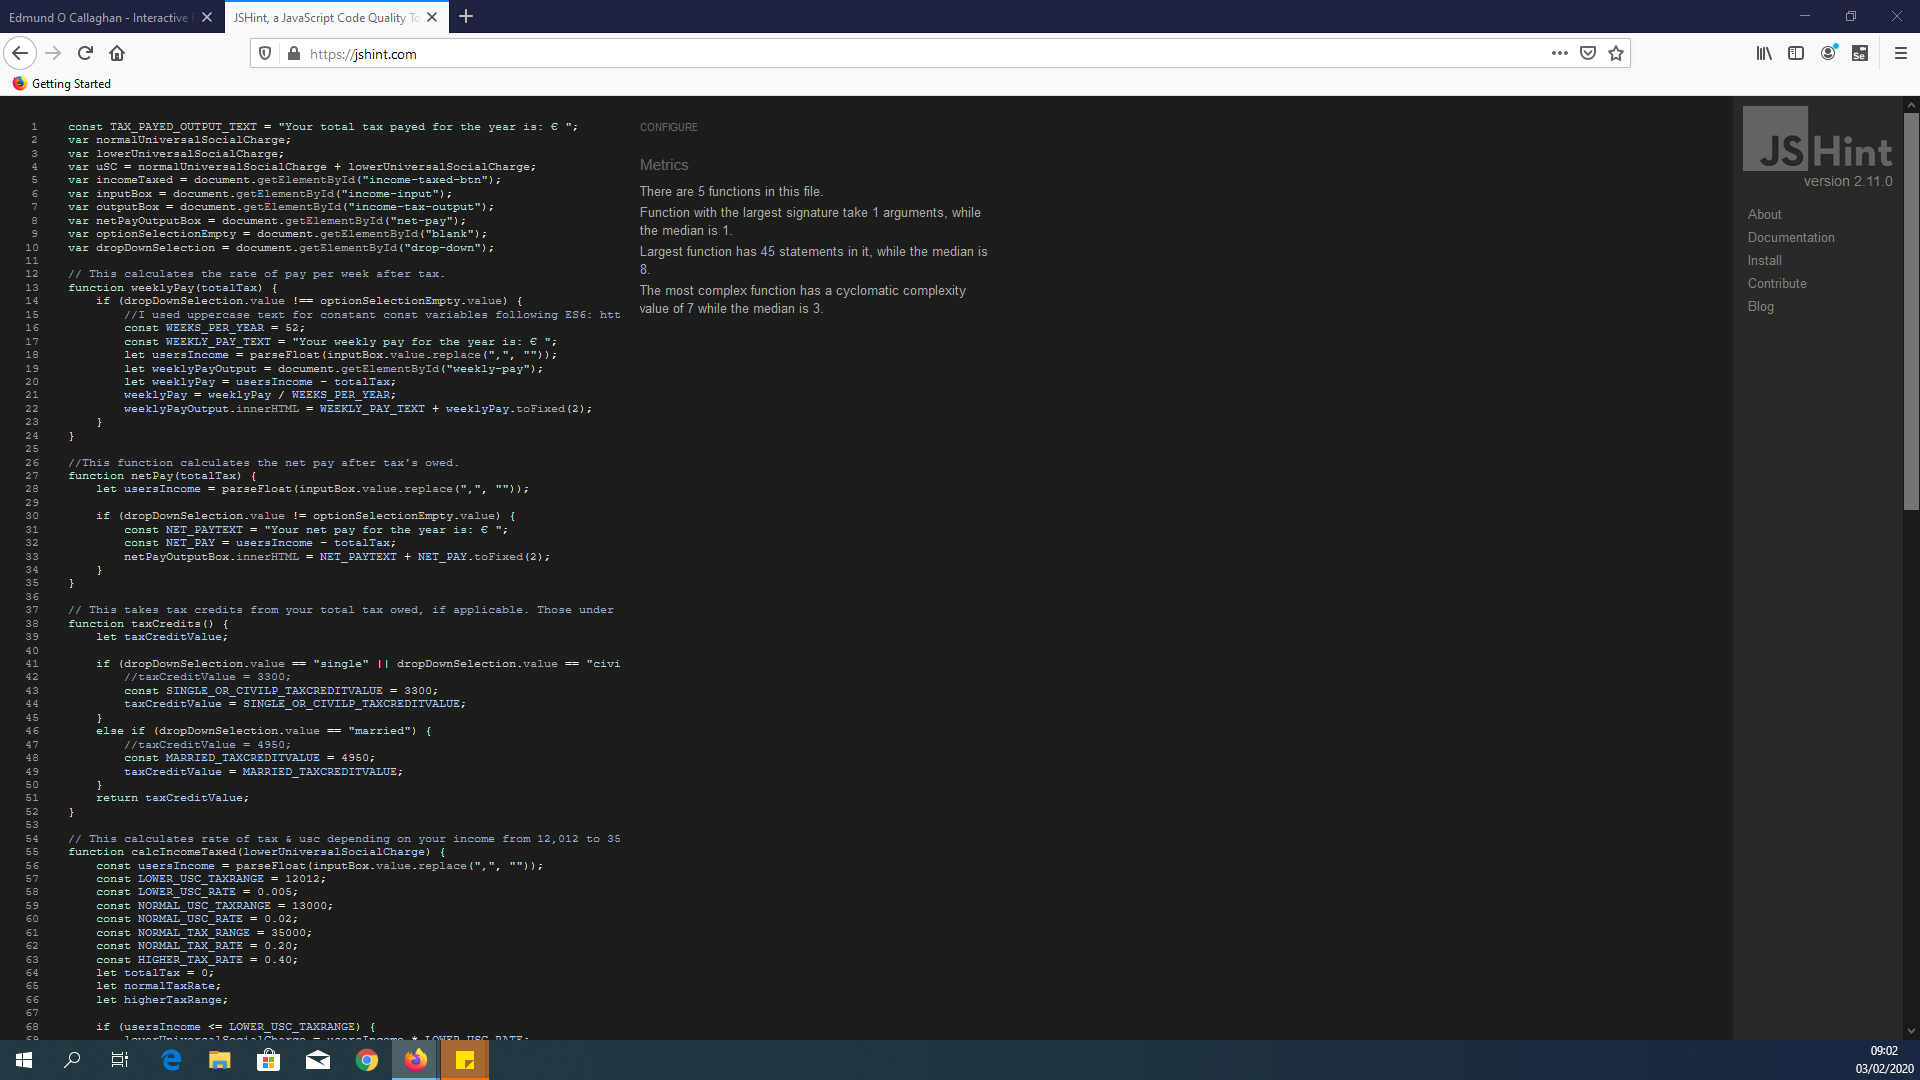 Edmund O Callaghan - Interactive
JSHint, a JavaScript Code Quality To
https://jshint.com
Se
Getting Started
1 const TAX_PAYED_OUTPUT_TEXT = "Your total tax payed for the year is: € ";
2 var normalUniversalSocialCharge;
3 var lowerUniversalSocialCharge;
4 var uSC = normalUniversalSocialCharge + lowerUniversalSocialCharge;
5 var incomeTaxed = document.getElementById("income-taxed-btn");
6 var inputBox = document.getElementById("income-input");
7 var outputBox = document.getElementById("income-tax-output");
8 var netPayOutputBox = document.getElementById("net-pay");
9 var optionSelectionEmpty = document.getElementById("blank");
10 var dropDownSelection = document.getElementById("drop-down");
11
12 // This calculates the rate of pay per week after tax.
13 function weeklyPay(totalTax) {
14 if (dropDownSelection.value !== optionSelectionEmpty.value) {
15 //I used uppercase text for constant const variables following ES6: htt
16 const WEEKS_PER_YEAR = 52;
17 const WEEKLY_PAY_TEXT = "Your weekly pay for the year is: € ";
18 let usersIncome = parseFloat(inputBox.value.replace(",", ""));
19 let weeklyPayOutput = document.getElementById("weekly-pay");
20 let weeklyPay = usersIncome - totalTax;
21 weeklyPay = weeklyPay / WEEKS_PER_YEAR;
22 weeklyPayOutput.innerHTML = WEEKLY_PAY_TEXT + weeklyPay.toFixed(2);
23 }
24 }
25
26 //This function calculates the net pay after tax's owed.
27 function netPay(totalTax) {
28 let usersIncome = parseFloat(inputBox.value.replace(",", ""));
29
30 if (dropDownSelection.value != optionSelectionEmpty.value) {
31 const NET_PAYTEXT = "Your net pay for the year is: € ";
32 const NET_PAY = usersIncome - totalTax;
33 netPayOutputBox.innerHTML = NET_PAYTEXT + NET_PAY.toFixed(2);
34 }
35 }
36
37 // This takes tax credits from your total tax owed, if applicable. Those under
38 function taxCredits() {
39 let taxCreditValue;
40
41 if (dropDownSelection.value == "single" || dropDownSelection.value == "civi
42 //taxCreditValue = 3300;
43 const SINGLE_OR_CIVILP_TAXCREDITVALUE = 3300;
44 taxCreditValue = SINGLE_OR_CIVILP_TAXCREDITVALUE;
45 }
46 else if (dropDownSelection.value == "married") {
47 //taxCreditValue = 4950;
48 const MARRIED_TAXCREDITVALUE = 4950;
49 taxCreditValue = MARRIED_TAXCREDITVALUE;
50 }
51 return taxCreditValue;
52 }
53
54 // This calculates rate of tax & usc depending on your income from 12,012 to 35
55 function calcIncomeTaxed(lowerUniversalSocialCharge) {
56 const usersIncome = parseFloat(inputBox.value.replace(",", ""));
57 const LOWER_USC_TAXRANGE = 12012;
58 const LOWER_USC_RATE = 0.005;
59 const NORMAL_USC_TAXRANGE = 13000;
60 const NORMAL_USC_RATE = 0.02;
61 const NORMAL_TAX_RANGE = 35000;
62 const NORMAL_TAX_RATE = 0.20;
63 const HIGHER_TAX_RATE = 0.40;
64 let totalTax = 0;
65 let normalTaxRate;
66 let higherTaxRange;
67
68 if (usersIncome <= LOWER_USC_TAXRANGE) {
69 lowerUniversalSocialCharge = usersIncome * LOWER_USC_RATE;
CONFIGURE
Metrics
There are 5 functions in this file.
Function with the largest signature take 1 arguments, while
the median is 1.
Largest function has 45 statements in it, while the median is
8.
The most complex function has a cyclomatic complexity
value of 7 while the median is 3.
JSHint
version 2.11.0
About
Documentation
Install
Contribute
Blog
09:02
03/02/2020